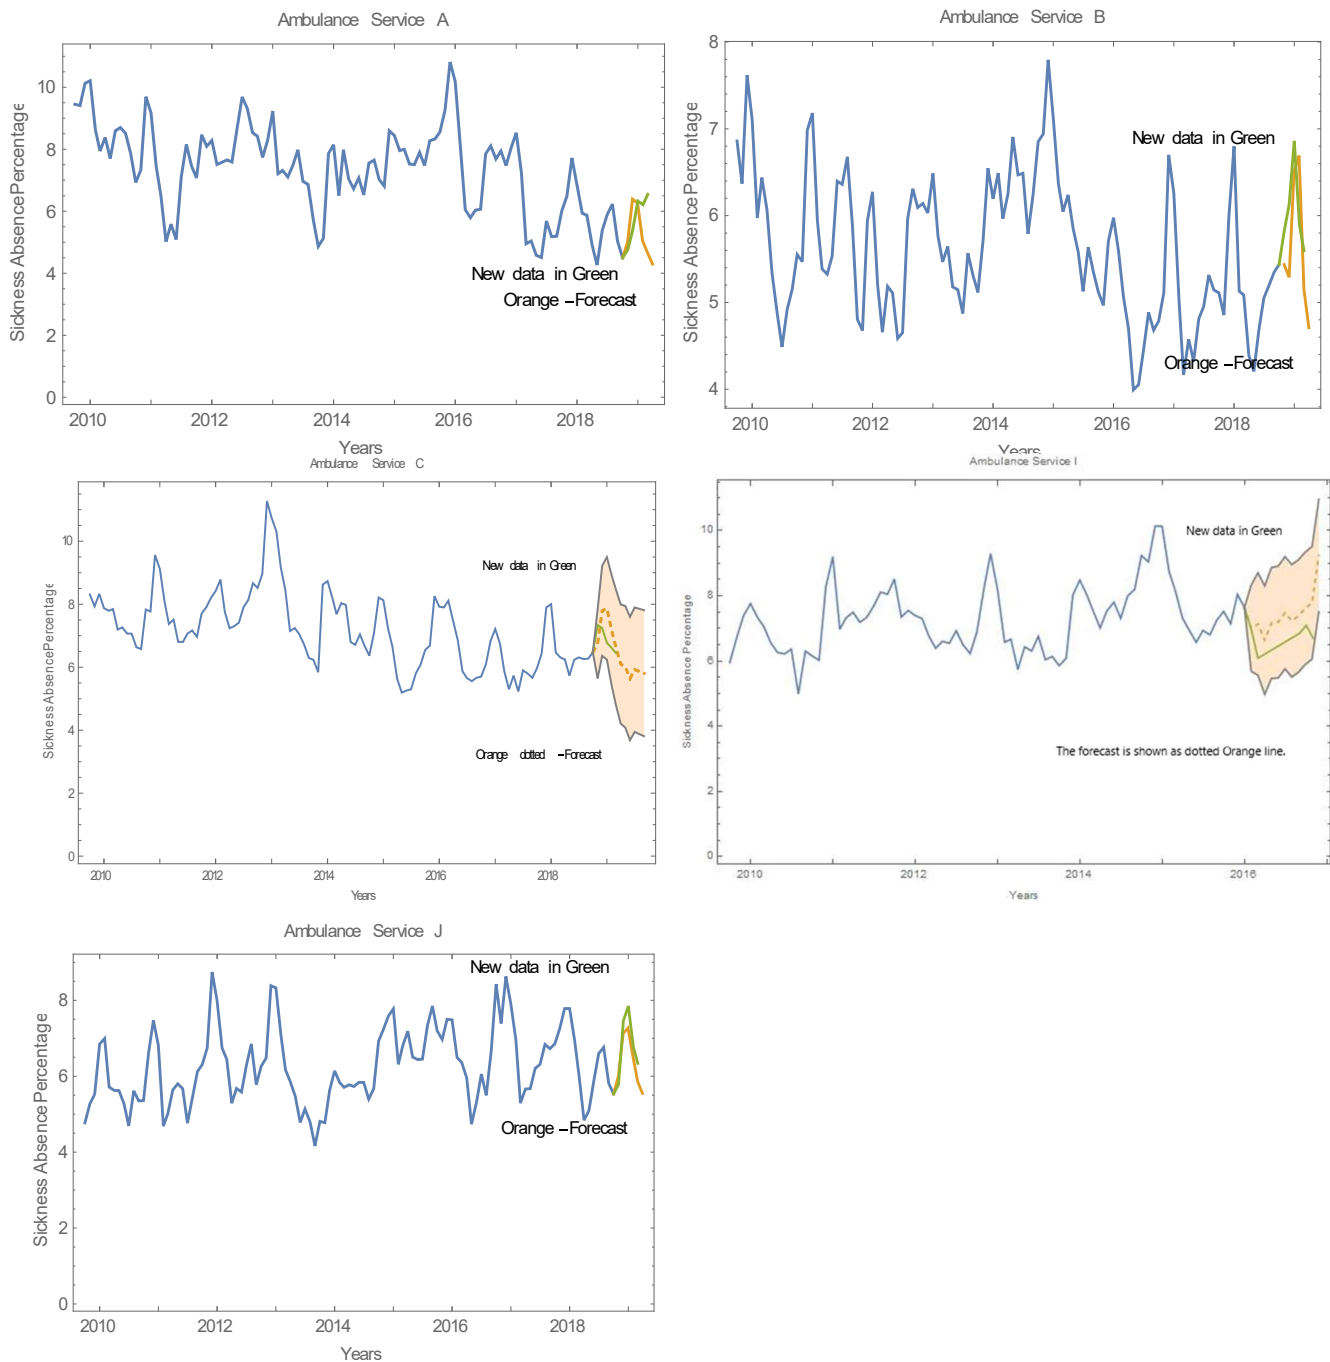 Ambulance Service A
Sickness Absence Percentage
10
8
6
4
2
0
New data in Green
Orange – Forecast
2010 2012 2014 2016 2018
Years
Ambulance Service B
Sickness Absence Percentage
8
7
6
5
4
New data in Green
Orange – Forecast
2010 2012 2014 2016 2018
Years
Ambulance Service C
Sickness Absence Percentage
10
8
6
4
2
0
New data in Green
Orange dotted – Forecast
2010 2012 2014 2016 2018
Years
Ambulance Service I
Sickness Absence Percentage
10
8
6
4
2
0
New data in Green
The forecast is shown as dotted Orange line.
2010 2012 2014 2016
Years
Ambulance Service J
Sickness Absence Percentage
8
6
4
2
0
New data in Green
Orange – Forecast
2010 2012 2014 2016 2018
Years